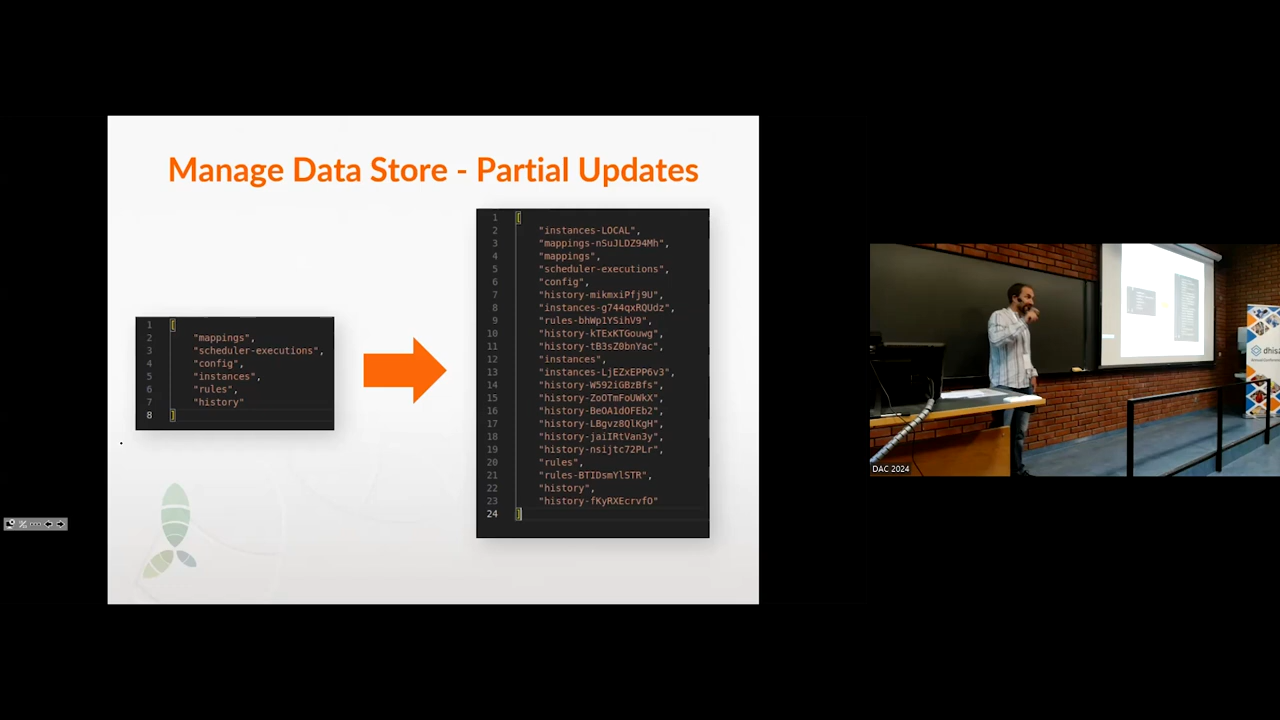 Manage Data Store - Partial Updates
1 [
2 "mappings",
3 "scheduler-executions",
4 "config",
5 "instances",
6 "rules",
7 "history"
8 ]
1 [
2 "instances-LOCAL",
3 "mappings-nSuJLDZ94Mh",
4 "mappings",
5 "scheduler-executions",
6 "config",
7 "history-mikmxiPfj9U",
8 "instances-g744qxRQUdz",
9 "rules-bhWp1YSihV9",
10 "history-kTExKTGouwg",
11 "history-tB3sZ0bnYac",
12 "instances",
13 "instances-LjEZxEPP6v3",
14 "history-W592iGBzBfs",
15 "history-ZoOTmFoUWkX",
16 "history-BeOA1dOFEb2",
17 "history-LBgvz8QlKgH",
18 "history-jaiIRtVan3y",
19 "history-nsijtc72PLr",
20 "rules",
21 "rules-BTIDsmYlSTR",
22 "history",
23 "history-fKyRXEcrvfO"
24 ]
DAC 2024